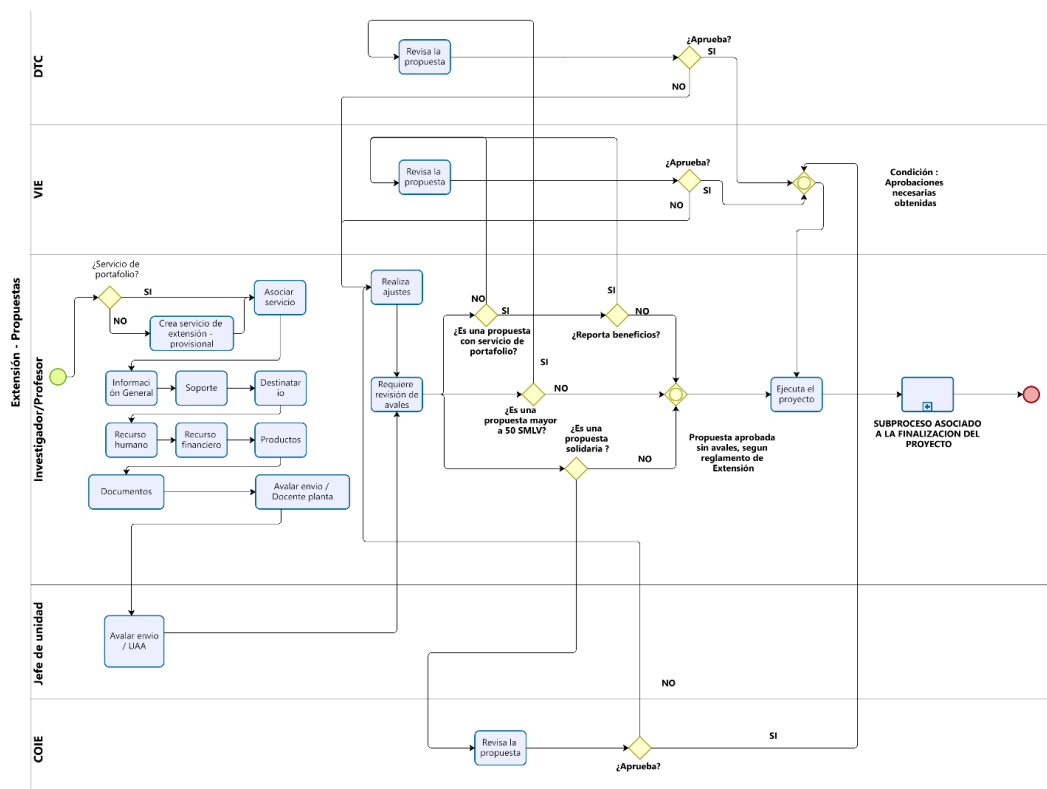 Extensión - Propuestas
DTC
Revisa la
propuesta
¿Aprueba?
SI
NO
VIE
Revisa la
propuesta
¿Aprueba?
SI
NO
Condición :
Aprobaciones
necesarias
obtenidas
Investigador/Profesor
¿Servicio de
portafolio?
SI
NO
Asociar
servicio
Crea servicio de
extensión -
provisional
Informaci
ón General
Soporte
Destinatar
io
Recurso
humano
Recurso
financiero
Productos
Documentos
Avalar envio /
Docente planta
Realiza
ajustes
Requiere
revisión de
avales
NO
SI
¿Es una propuesta
con servicio de
portafolio?
SI
NO
¿Reporta beneficios?
SI
NO
¿Es una
propuesta mayor
a 50 SMLV?
¿Es una
propuesta
solidaria ?
NO
Propuesta aprobada
sin avales, segun
reglamento de
Extensión
Ejecuta el
proyecto
SUBPROCESO ASOCIADO
A LA FINALIZACION DEL
PROYECTO
Jefe de unidad
Avalar envio
/ UAA
NO
COIE
Revisa la
propuesta
¿Aprueba?
SI